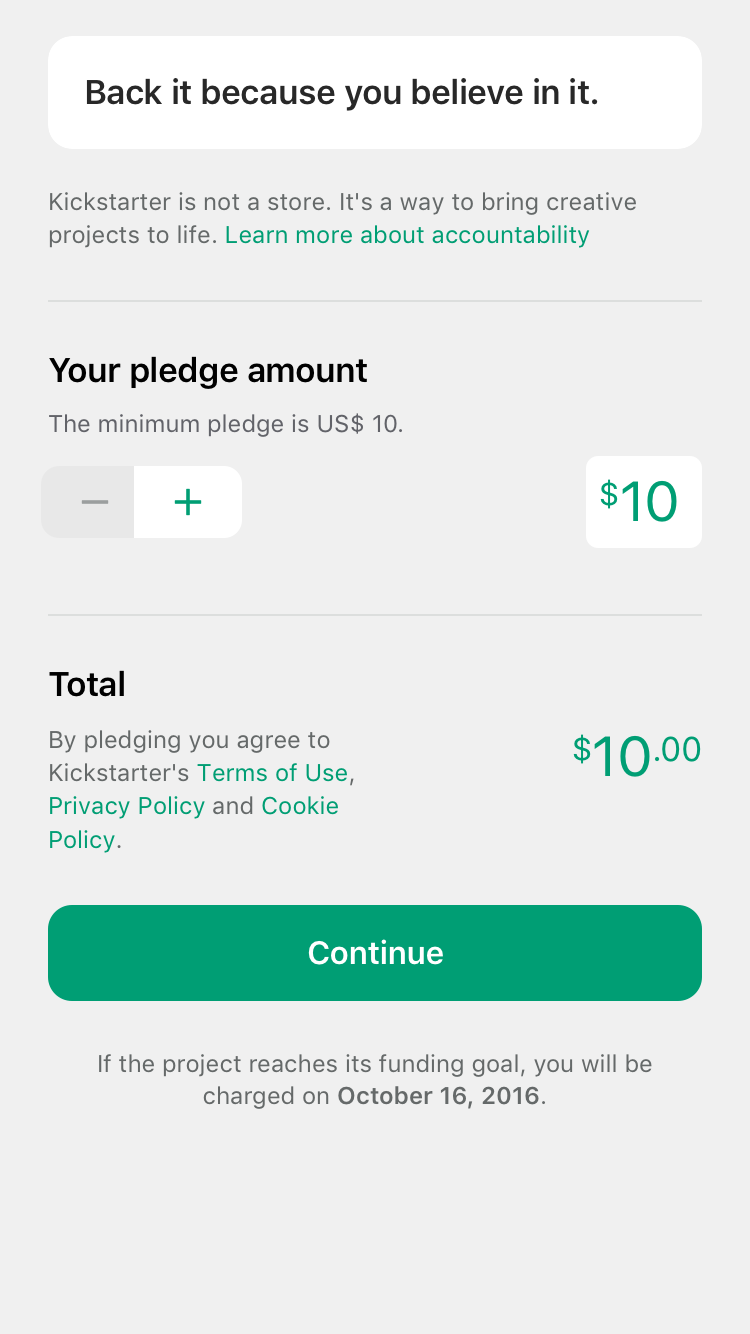 Back it because you believe in it.
Kickstarter is not a store. It's a way to bring creative
projects to life. Learn more about accountability
Your pledge amount
The minimum pledge is US$ 10.
− +
$10
Total
By pledging you agree to
Kickstarter's Terms of Use,
Privacy Policy and Cookie
Policy.
$10.00
Continue
If the project reaches its funding goal, you will be
charged on October 16, 2016.